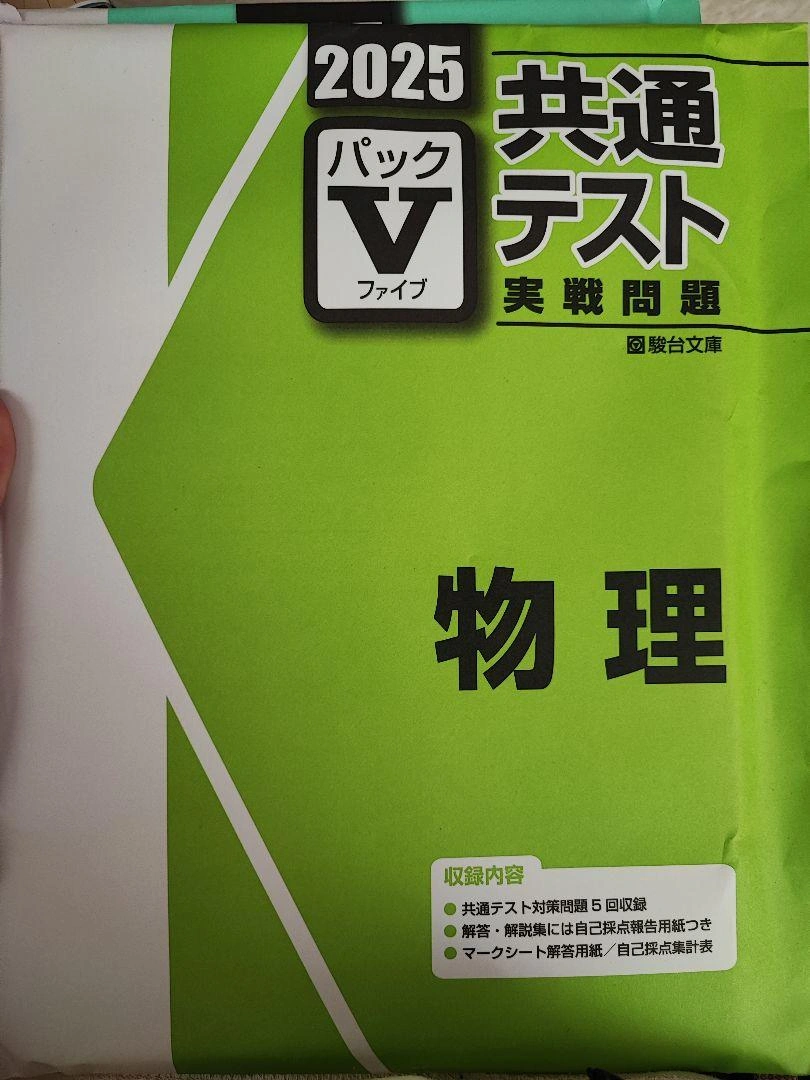 2025
パック
V
ファイブ
共通
テスト
実戦問題
駿台文庫
物理
収録内容
● 共通テスト対策問題5回収録
● 解答・解説集には自己採点報告用紙つき
● マークシート解答用紙／自己採点集計表